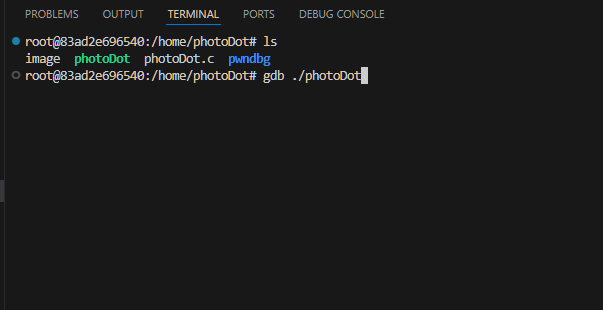 PROBLEMS OUTPUT TERMINAL PORTS DEBUG CONSOLE
root@83ad2e696540:/home/photoDot# ls
image photoDot photoDot.c pwndbg
root@83ad2e696540:/home/photoDot# gdb ./photoDot